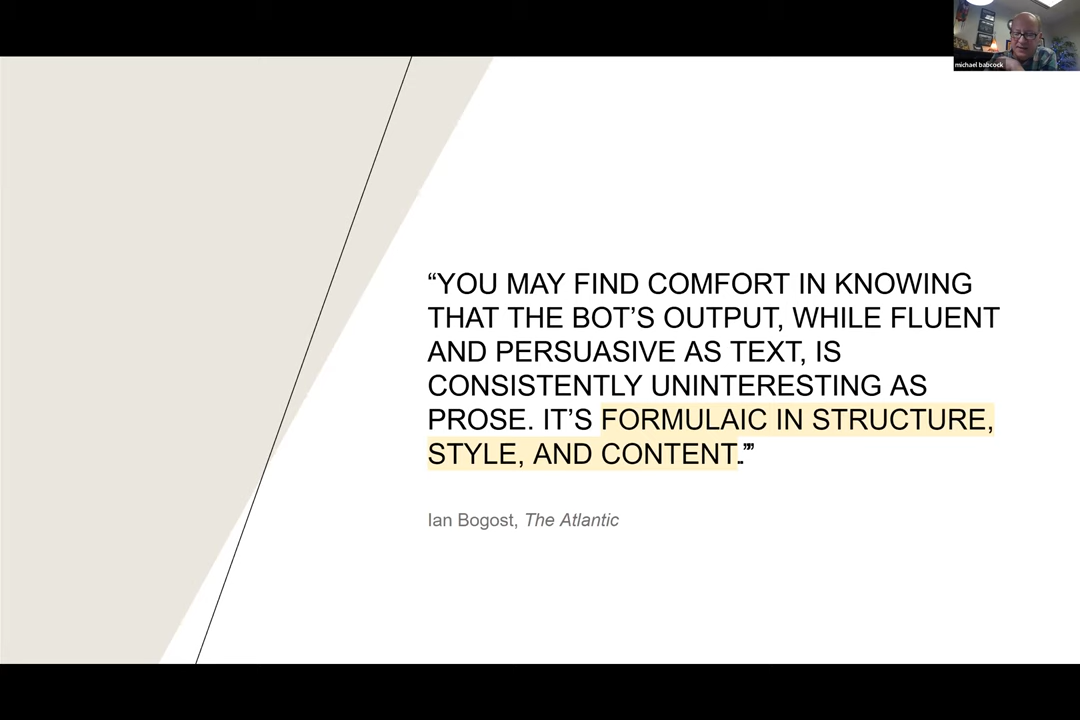 michael babcock
“YOU MAY FIND COMFORT IN KNOWING
THAT THE BOT’S OUTPUT, WHILE FLUENT
AND PERSUASIVE AS TEXT, IS
CONSISTENTLY UNINTERESTING AS
PROSE. IT’S FORMULAIC IN STRUCTURE,
STYLE, AND CONTENT..”"
Ian Bogost, The Atlantic